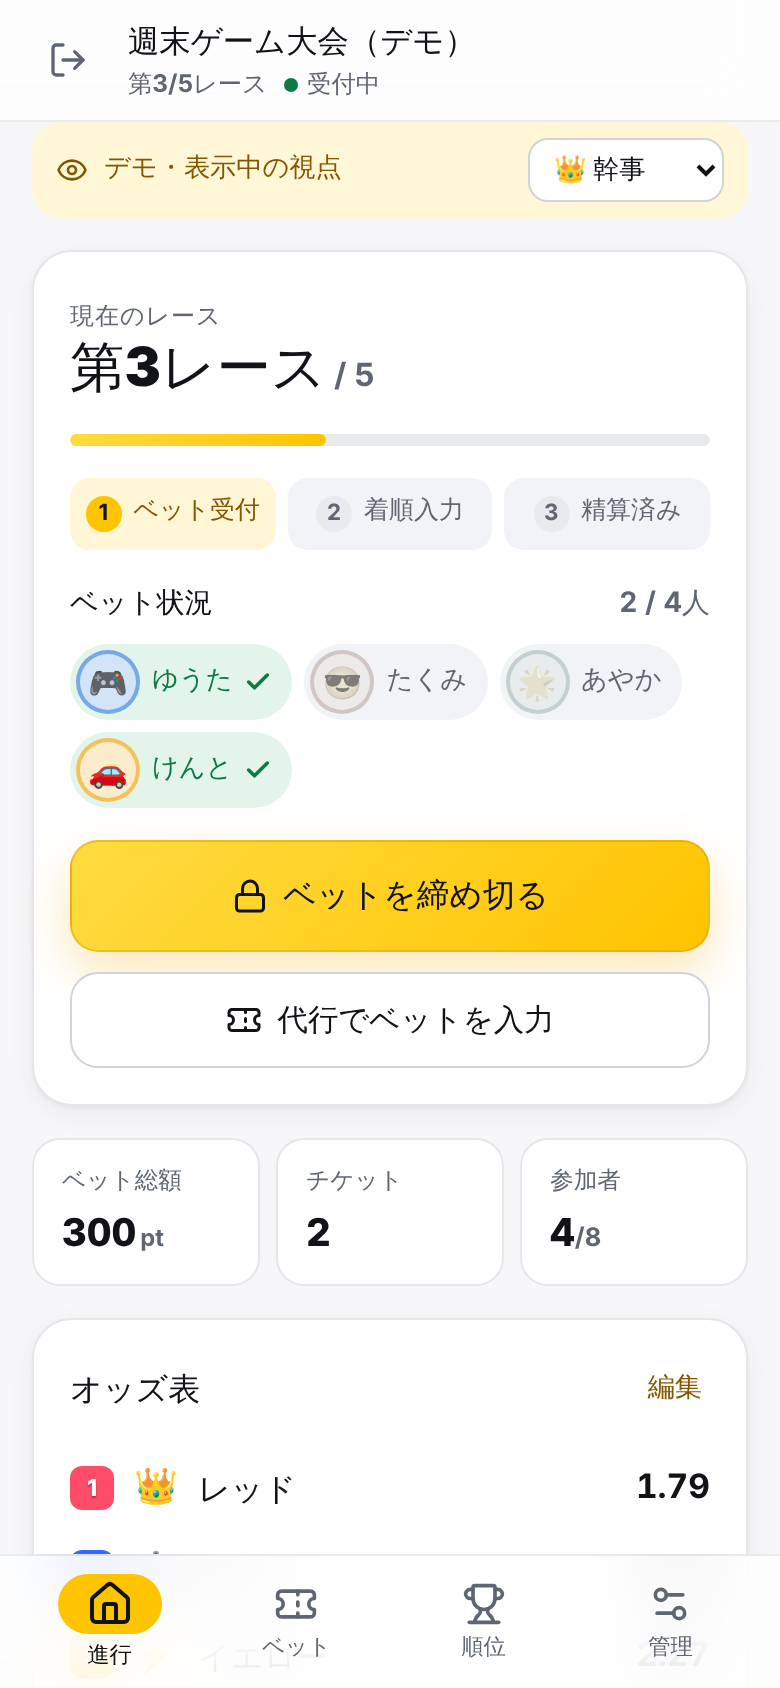 週末ゲーム大会（デモ）
第3/5レース ● 受付中
デモ・表示中の視点
👑 幹事
現在のレース
第3レース / 5
1 ベット受付
2 着順入力
3 精算済み
ベット状況
2 / 4人
ゆうた ✓
たくみ
あやか
けんと ✓
ベットを締め切る
代行でベットを入力
ベット総額
300 pt
チケット
2
参加者
4/8
オッズ表
編集
1 👑 レッド
1.79
イエロー
2.27
進行
ベット
順位
管理